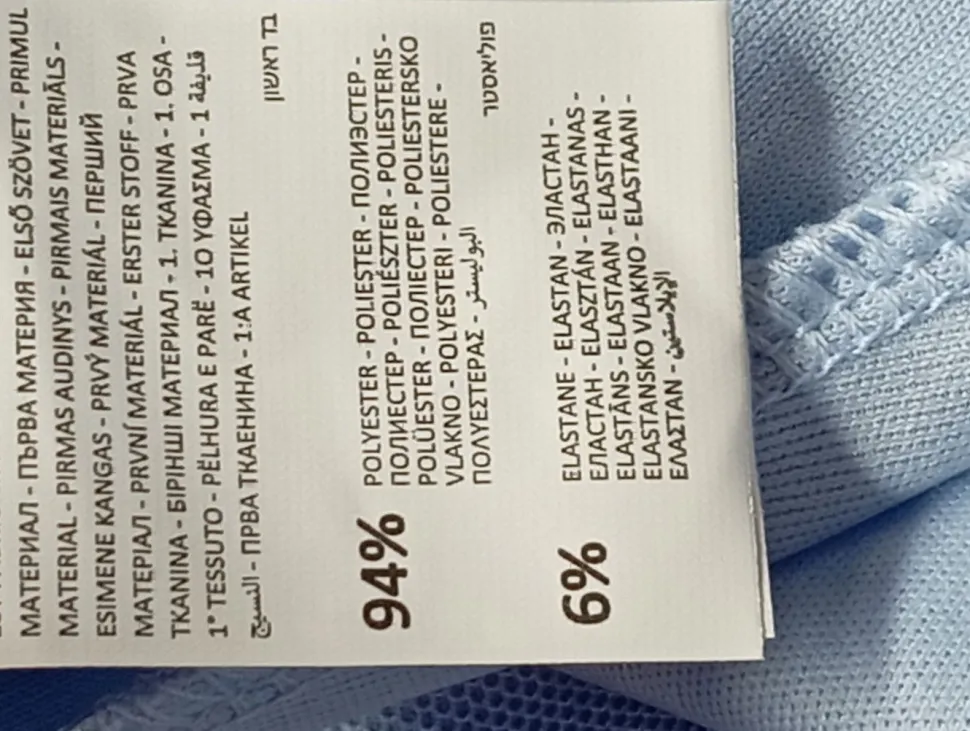 МАТЕРИАЛ - ПЪРВА МАТЕРИЯ - ELSŐ SZÖVET - PRIMUL
MATERIAL - PIRMAS AUDINYS - PIRMAIS MATERIĀLS -
ESIMENE KANGAS - PRVÝ MATERIÁL - ПЕРШИЙ
МАТЕРІАЛ - PRVNÍ MATERIÁL - ERSTER STOFF - PRVA
TKANINA - БІРІНШІ МАТЕРИАЛ - 1. TKANINA - 1. OSA -
1° TESSUTO - PËLHURA E PARË - 1Ο ΥΦΑΣΜΑ - 1 قليفة
النسيج - ПРВА ТКАЕНИНА - 1:A ARTIKEL
בד ראשון
94% POLYESTER - POLIESTER - ПОЛИЭСТЕР -
ПОЛИЕСТЕР - POLIÉSZTER - POLIESTERIS -
POLÜESTER - ПОЛІЕСТЕР - POLIESTERSKO
VLAKNO - POLYESTERI - POLIESTERE -
ΠΟΛΥΕΣΤΕΡΑΣ - البوليستر
פוליאסטר
6% ELASTANE - ELASTAN - ЭЛАСТАН -
ЕЛАСТАН - ELASZTÁN - ELASTANAS -
ELASTĀNS - ELASTAAN - ELASTHAN -
ELASTANSKO VLAKNO - ELASTAANI -
ΕΛΑΣΤΑΝ - الإيلاستين